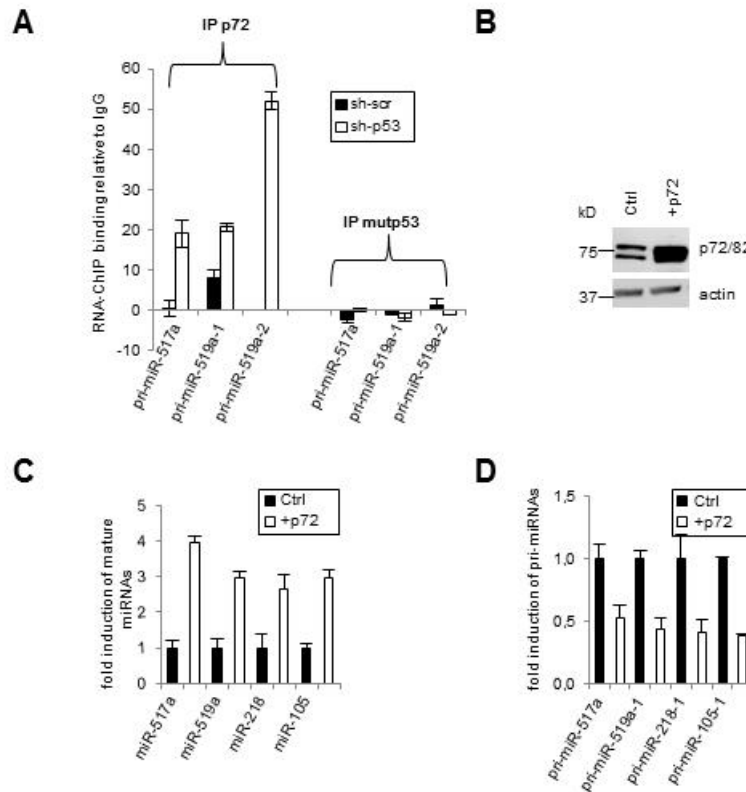 A
IP p72
RNA-ChIP binding relative to IgG
60
50
40
30
20
10
0
-10
sh-scr
sh-p53
IP mutp53
pri-miR-517a
pri-miR-519a-1
pri-miR-519a-2
pri-miR-517a
pri-miR-519a-1
pri-miR-519a-2
B
kD
Ctrl
+p72
75
p72/82
37
actin
C
fold induction of mature
miRNAs
5
4
3
2
1
0
Ctrl
+p72
miR-517a
miR-519a
miR-218
miR-105
D
fold induction of pri-miRNAs
1,5
1,0
0,5
0,0
Ctrl
+p72
pri-miR-517a
pri-miR-519a-1
pri-miR-218-1
pri-miR-105-1